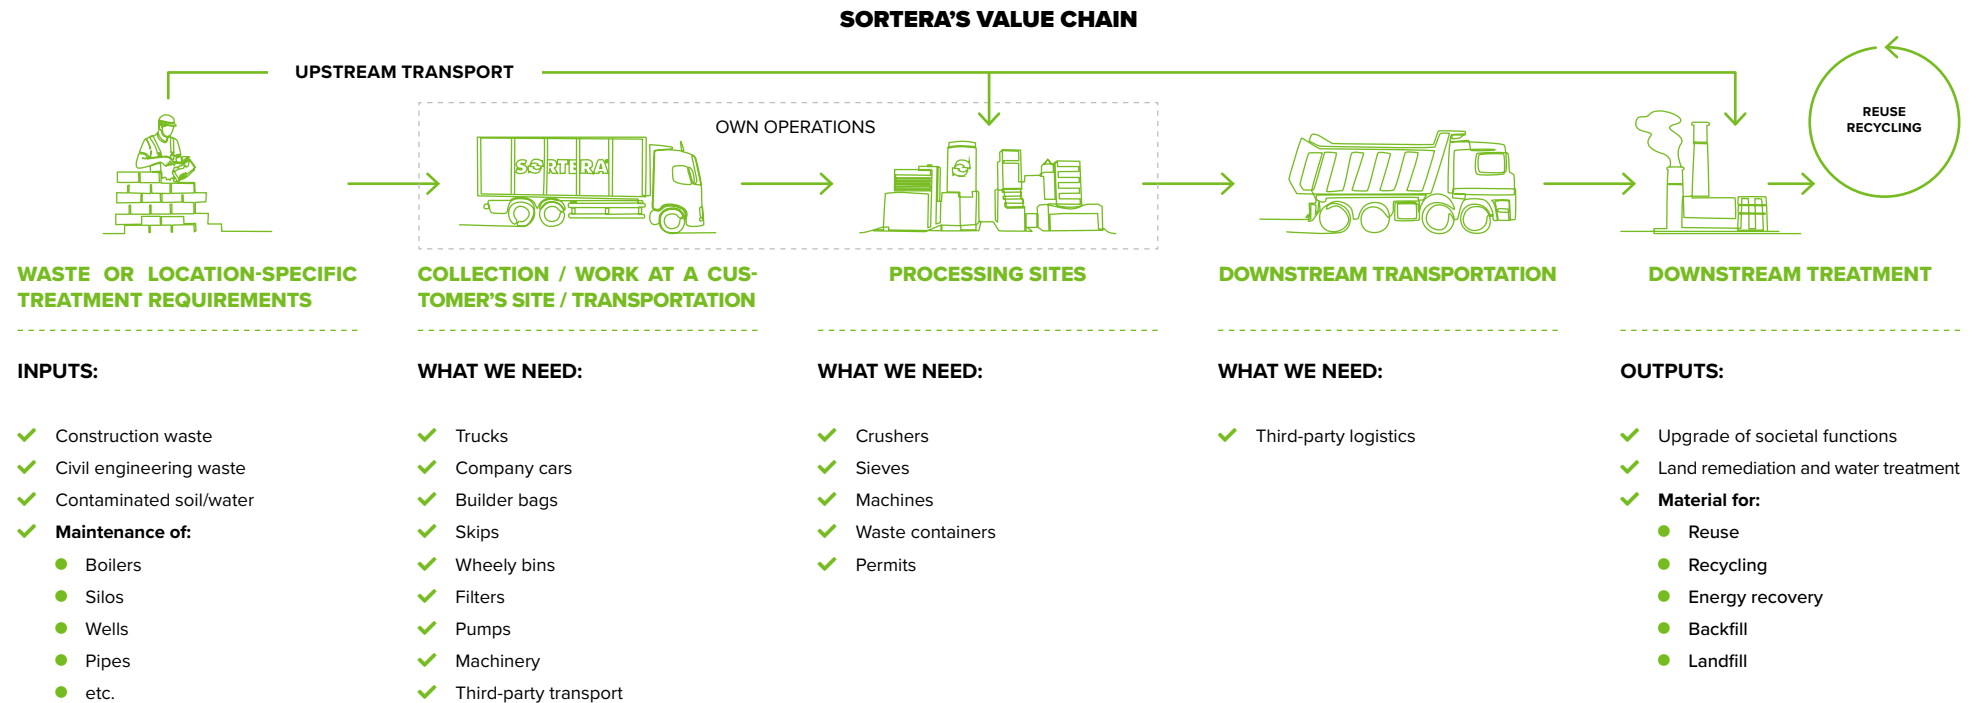 SORTERA'S VALUE CHAIN
UPSTREAM TRANSPORT
OWN OPERATIONS
REUSE
RECYCLING
SORTERA
WASTE OR LOCATION-SPECIFIC
TREATMENT REQUIREMENTS
INPUTS:
Construction waste
Civil engineering waste
Contaminated soil/water
Maintenance of:
Boilers
Silos
Wells
Pipes
etc.
COLLECTION / WORK AT A CUS-
TOMER'S SITE / TRANSPORTATION
WHAT WE NEED:
Trucks
Company cars
Builder bags
Skips
Wheely bins
Filters
Pumps
Machinery
Third-party transport
PROCESSING SITES
WHAT WE NEED:
Crushers
Sieves
Machines
Waste containers
Permits
DOWNSTREAM TRANSPORTATION
WHAT WE NEED:
Third-party logistics
DOWNSTREAM TREATMENT
OUTPUTS:
Upgrade of societal functions
Land remediation and water treatment
Material for:
Reuse
Recycling
Energy recovery
Backfill
Landfill